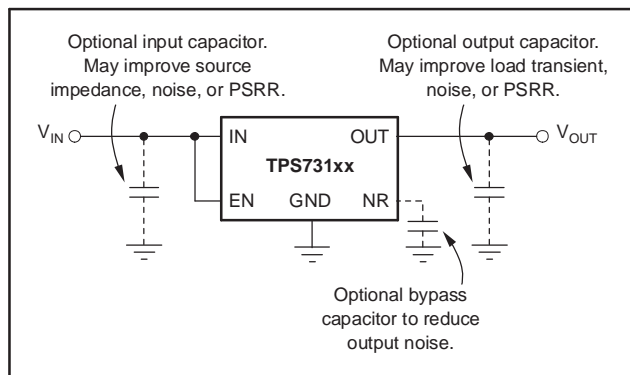 Optional input capacitor.
May improve source
impedance, noise, or PSRR.
Optional output capacitor.
May improve load transient,
noise, or PSRR.
VIN
IN
OUT
VOUT
TPS731xx
EN
GND
NR
Optional bypass
capacitor to reduce
output noise.